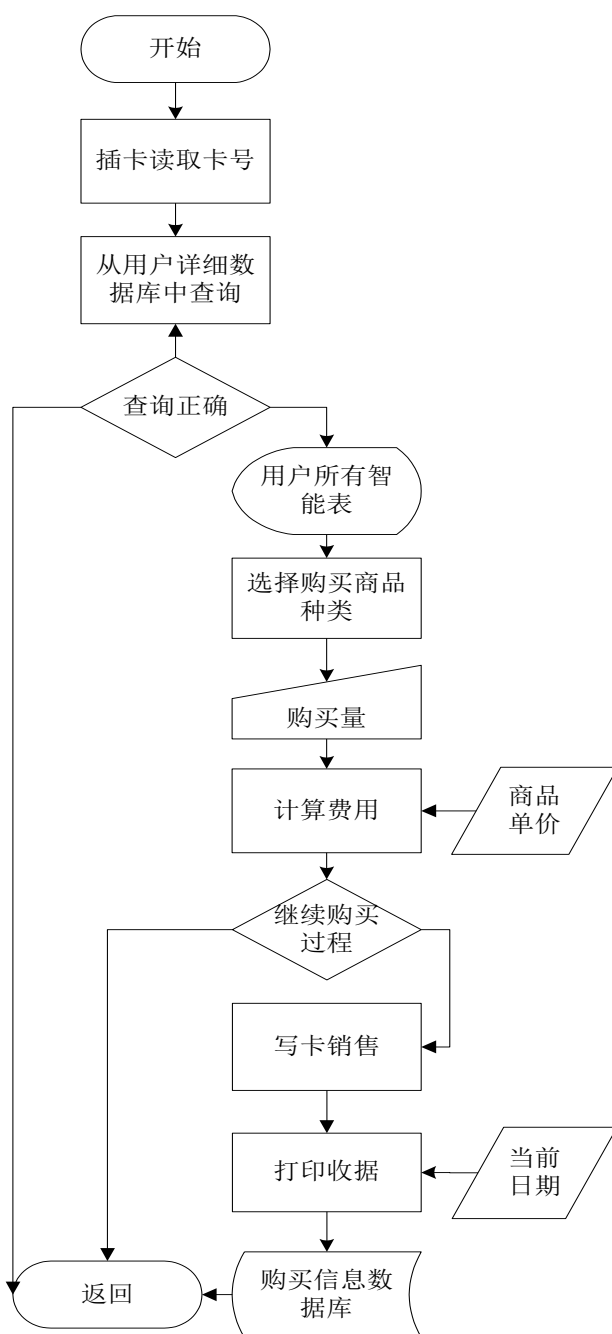 开始
插卡读取卡号
从用户详细数
据库中查询
查询正确
用户所有智
能表
选择购买商品
种类
购买量
计算费用
商品
单价
继续购买
过程
写卡销售
打印收据
当前
日期
购买信息数
据库
返回